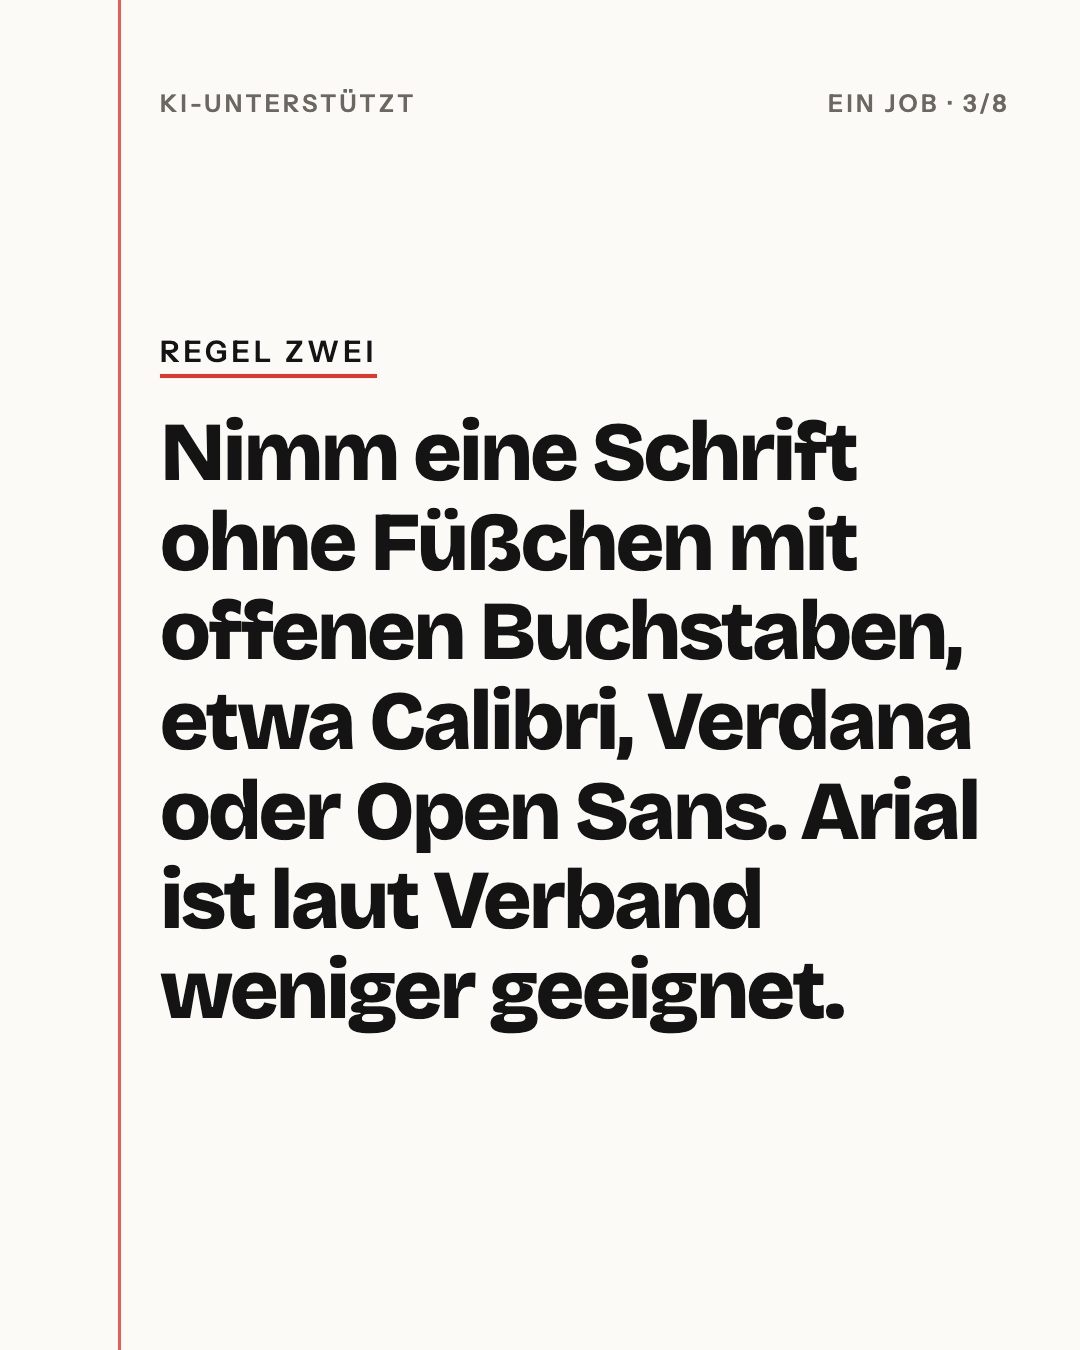 KI-UNTERSTÜTZT
EIN JOB · 3/8
REGEL ZWEI
Nimm eine Schrift
ohne Füßchen mit
offenen Buchstaben,
etwa Calibri, Verdana
oder Open Sans. Arial
ist laut Verband
weniger geeignet.